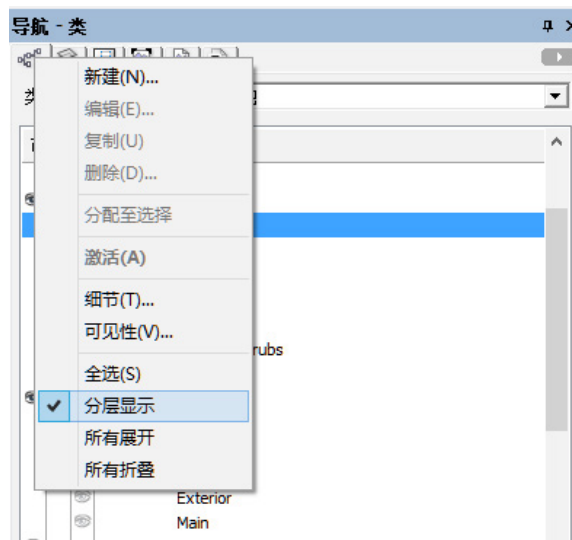 导航 - 类
类
新建(N)...
编辑(E)...
复制(U)
删除(D)...
分配至选择
激活(A)
细节(T)...
可见性(V)...
rubs
全选(S)
分层显示
所有展开
所有折叠
Exterior
Main